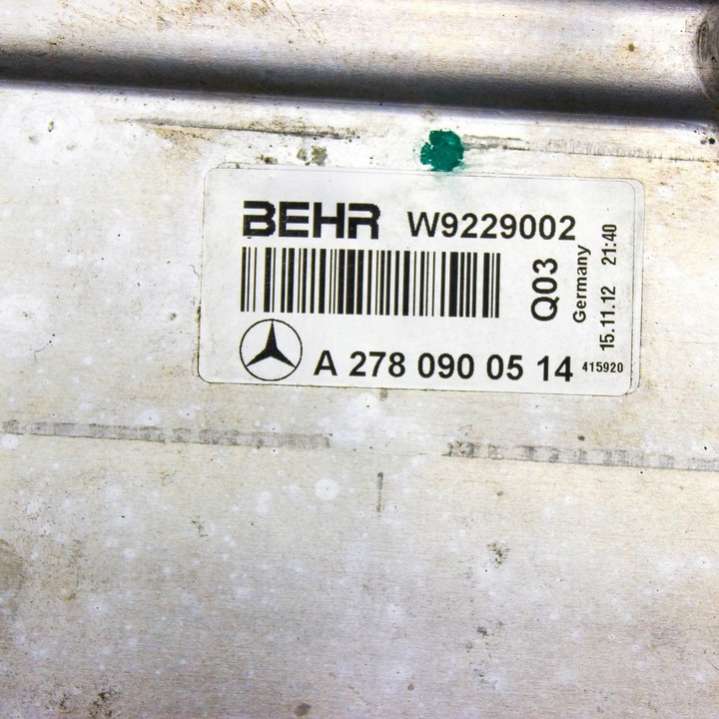 BEHR W9229002
Q03
Germany
15.11.12 21:40
A 278 090 05 14 415920